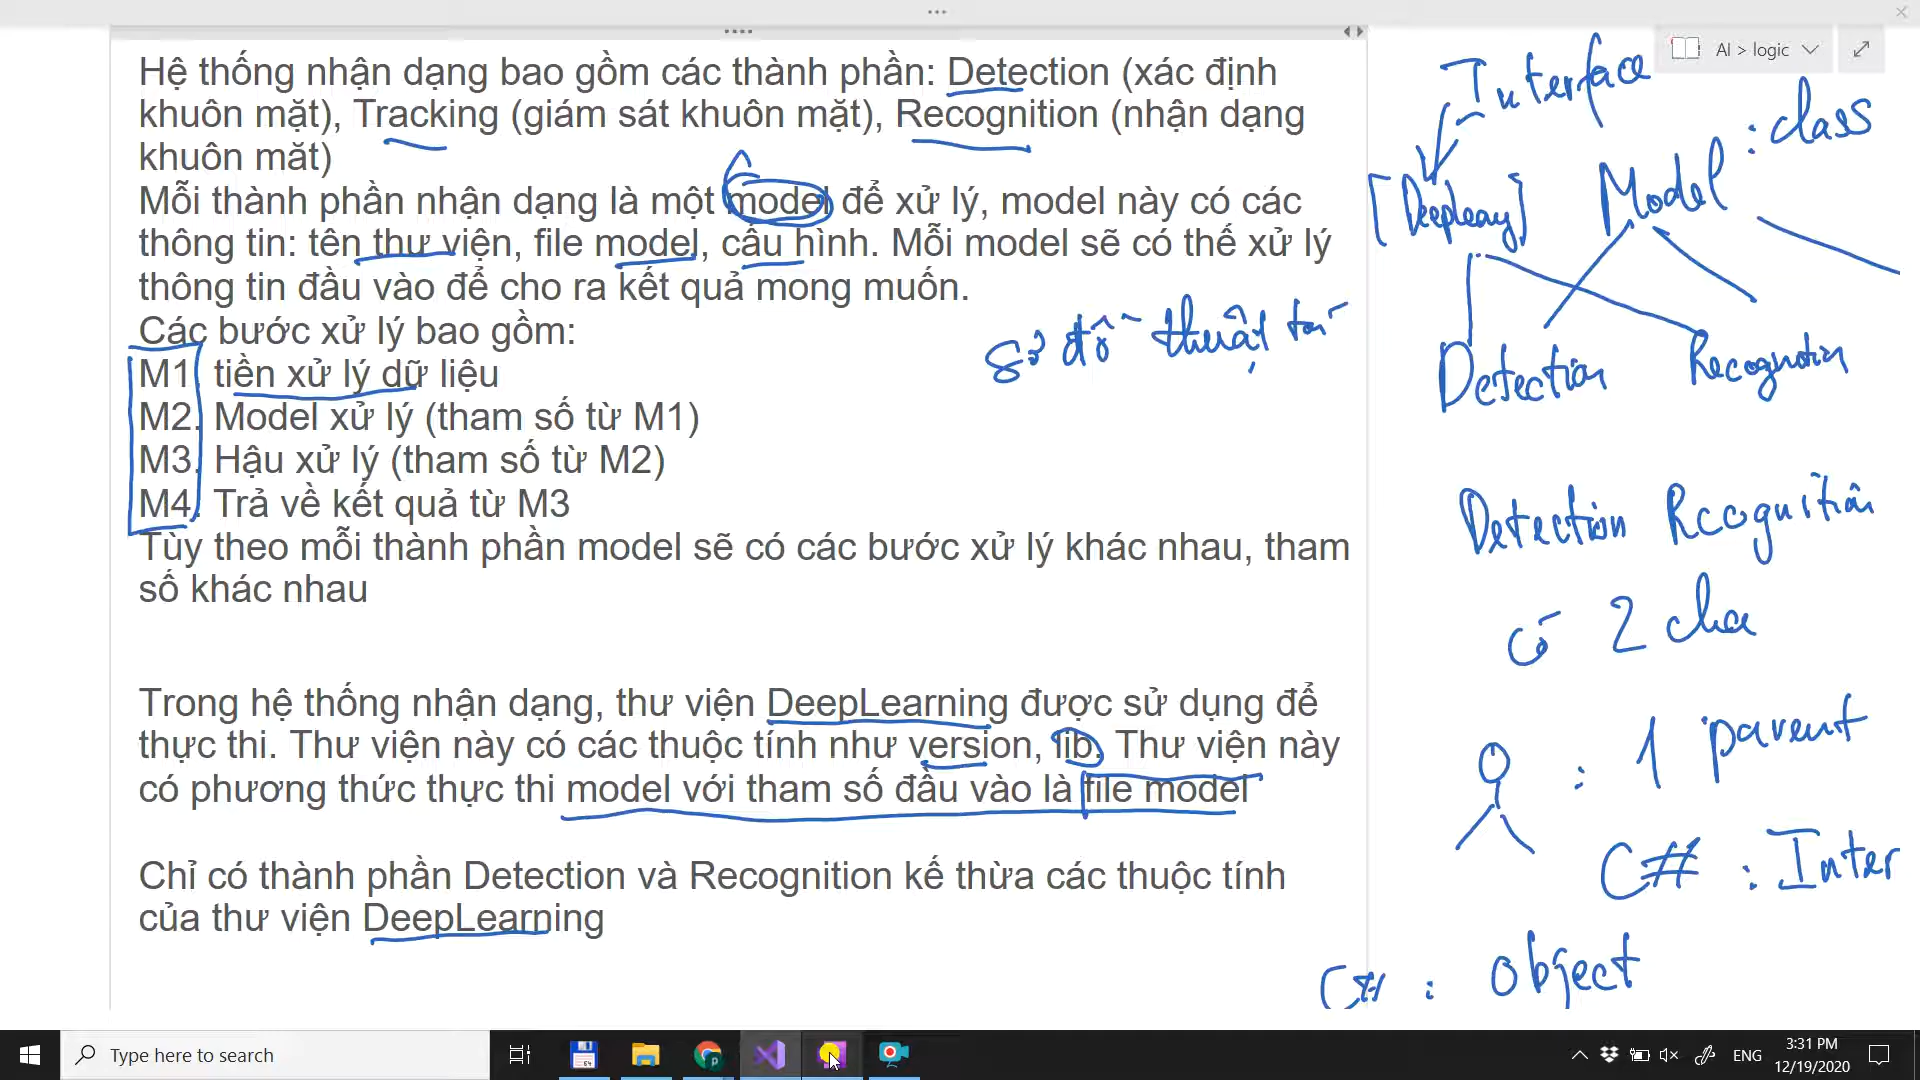 AI > logic
Hệ thống nhận dạng bao gồm các thành phần: Detection (xác định
khuôn mặt), Tracking (giám sát khuôn mặt), Recognition (nhận dạng
khuôn măt)
Mỗi thành phần nhận dạng là một model để xử lý, model này có các
thông tin: tên thư viện, file model, cấu hình. Mỗi model sẽ có thể xử lý
thông tin đầu vào để cho ra kết quả mong muốn.
Các bước xử lý bao gồm:
M1. tiền xử lý dữ liệu
M2. Model xử lý (tham số từ M1)
M3. Hậu xử lý (tham số từ M2)
M4. Trả về kết quả từ M3
Tùy theo mỗi thành phần model sẽ có các bước xử lý khác nhau, tham
số khác nhau
Trong hệ thống nhận dạng, thư viện DeepLearning được sử dụng để
thực thi. Thư viện này có các thuộc tính như version, lib. Thư viện này
có phương thức thực thi model với tham số đầu vào là file model
Chỉ có thành phần Detection và Recognition kế thừa các thuộc tính
của thư viện DeepLearning
sơ đồ thuật
Interface
Model : class
Detection Recognition
Detection Recognition
có 2 cha
: 1 parent
C# : Inter
C# : object
Type here to search
ENG
3:31 PM
12/19/2020